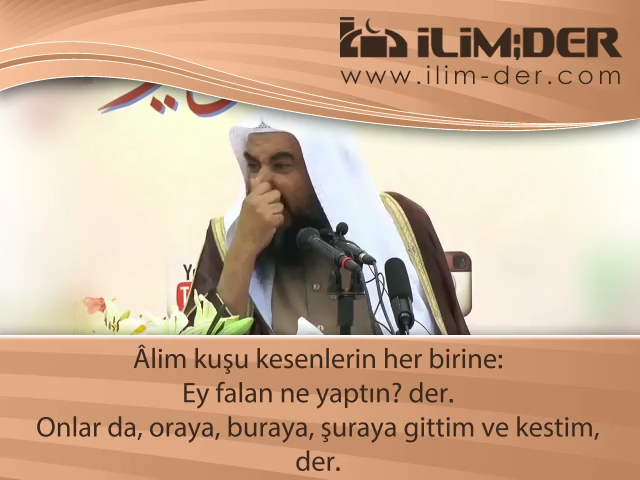 İLİM;DER
www.ilim-der.com
Âlim kuşu kesenlerin her birine:
Ey falan ne yaptın? der.
Onlar da, oraya, buraya, şuraya gittim ve kestim,
der.